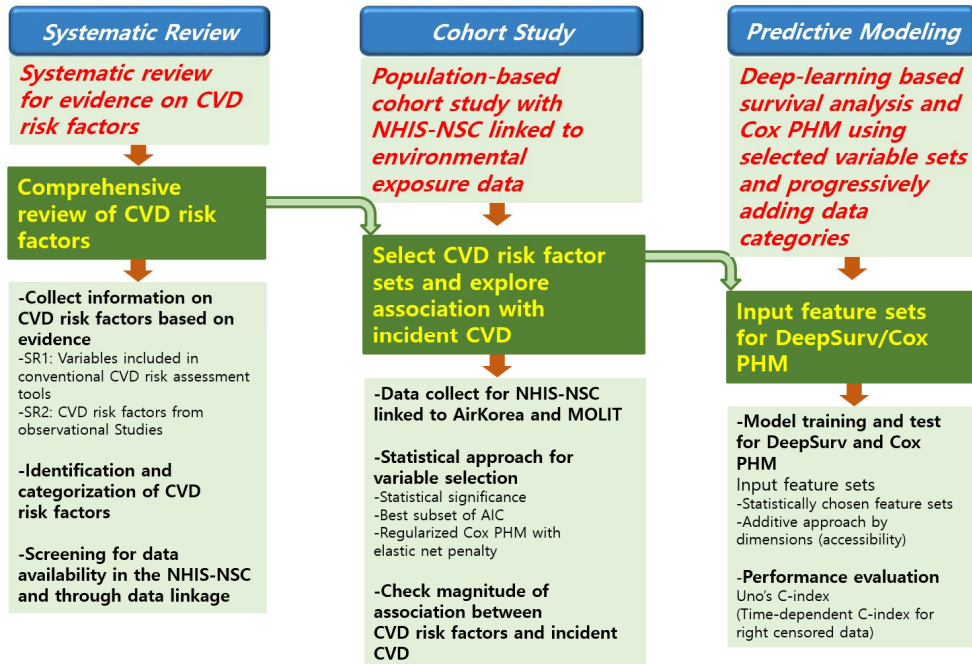 Systematic Review
Systematic review
for evidence on CVD
risk factors
Comprehensive
review of CVD risk
factors
-Collect information on
CVD risk factors based on
evidence
-SR1: Variables included in
conventional CVD risk assessment
tools
-SR2: CVD risk factors from
observational Studies
-Identification and
categorization of CVD
risk factors
-Screening for data
availability in the NHIS-NSC
and through data linkage
Cohort Study
Population-based
cohort study with
NHIS-NSC linked to
environmental
exposure data
Select CVD risk factor
sets and explore
association with
incident CVD
-Data collect for NHIS-NSC
linked to AirKorea and MOLIT
-Statistical approach for
variable selection
-Statistical significance
-Best subset of AIC
-Regularized Cox PHM with
elastic net penalty
-Check magnitude of
association between
CVD risk factors and incident
CVD
Predictive Modeling
Deep-learning based
survival analysis and
Cox PHM using
selected variable sets
and progressively
adding data
categories
Input feature sets
for DeepSurv/Cox
PHM
-Model training and test
for DeepSurv and Cox
PHM
Input feature sets
-Statistically chosen feature sets
-Additive approach by
dimensions (accessibility)
-Performance evaluation
Uno's C-index
(Time-dependent C-index for
right censored data)